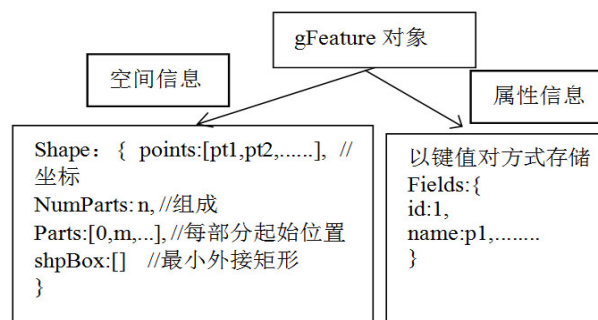 gFeature 对象
空间信息
属性信息
Shape：{ points:[pt1,pt2,......], //
坐标
NumParts: n, //组成
Parts:[0,m,...], //每部分起始位置
shpBox:[] //最小外接矩形
}
以键值对方式存储
Fields:{
id:1,
name:p1,........
}